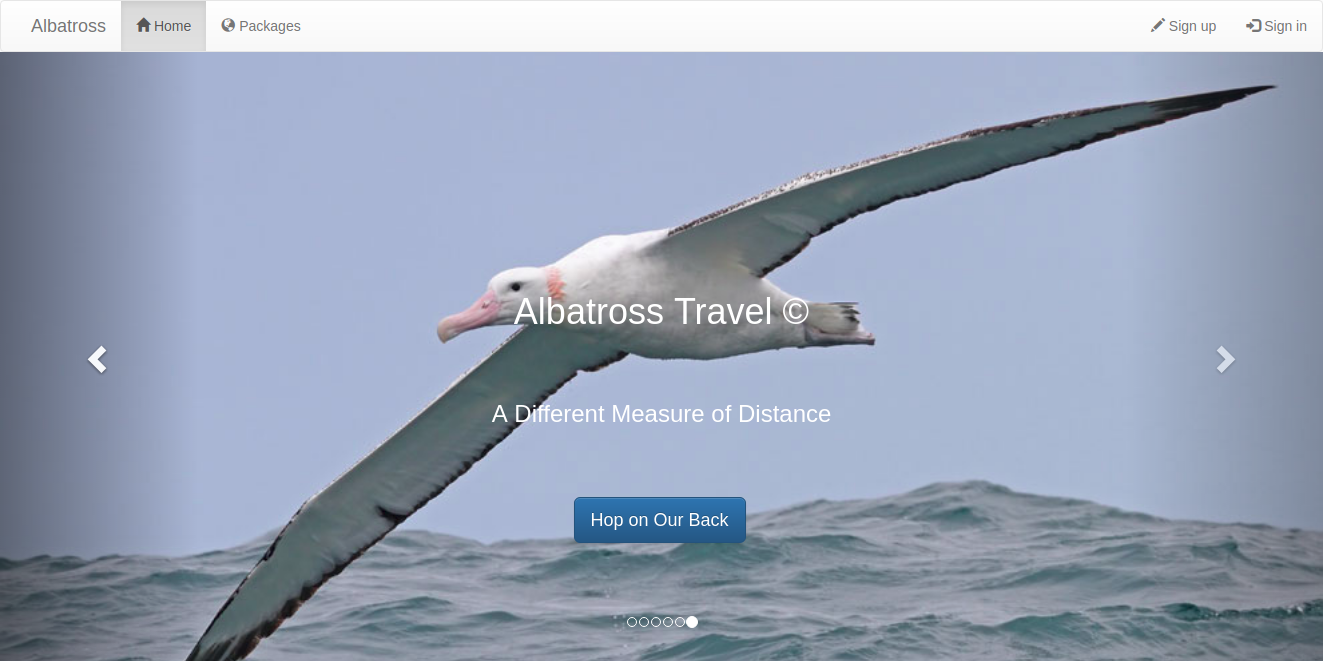 Albatross Home Packages Sign up Sign in
Albatross Travel ©
A Different Measure of Distance
Hop on Our Back